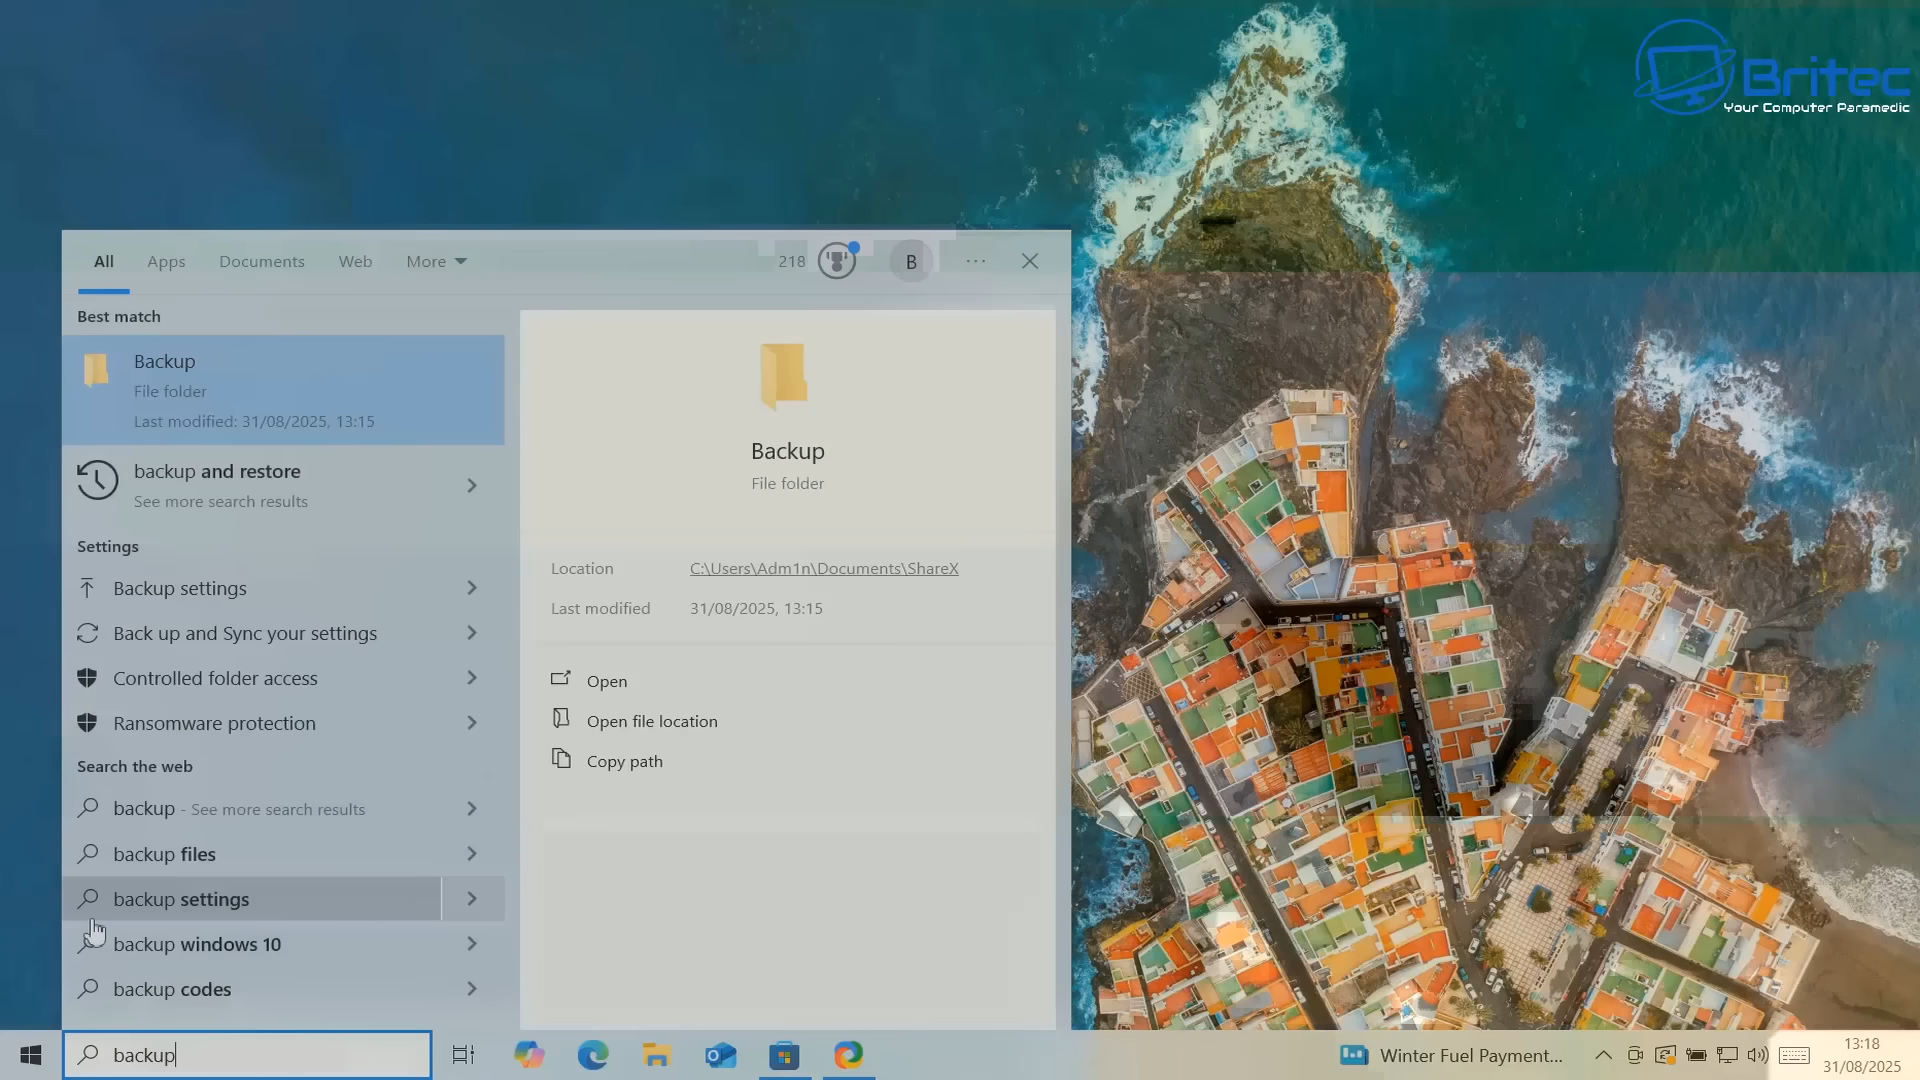 Britec
Your Computer Paramedic
All
Apps
Documents
Web
More
218
B
Best match
Backup
File folder
Last modified: 31/08/2025, 13:15
backup and restore
See more search results
Settings
Backup settings
Back up and Sync your settings
Controlled folder access
Ransomware protection
Search the web
backup - See more search results
backup files
backup settings
backup windows 10
backup codes
Backup
File folder
Location C:\Users\Adm1n\Documents\ShareX
Last modified 31/08/2025, 13:15
Open
Open file location
Copy path
backup
Winter Fuel Payment...
13:18
31/08/2025